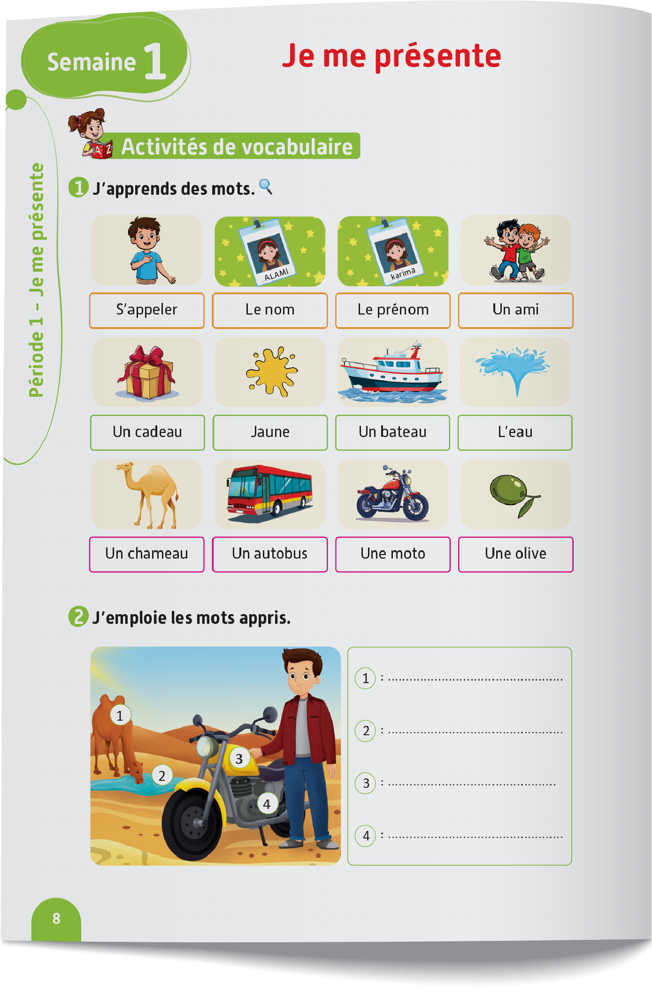 Semaine 1
Je me présente
Période 1 – Je me présente
A Z
Activités de vocabulaire
1 J'apprends des mots.
ALAMI
karima
S'appeler
Le nom
Le prénom
Un ami
Un cadeau
Jaune
Un bateau
L'eau
Un chameau
Un autobus
Une moto
Une olive
2 J'emploie les mots appris.
1
2
3
4
1 : ..........
2 : ..........
3 : ..........
4 : ..........
8